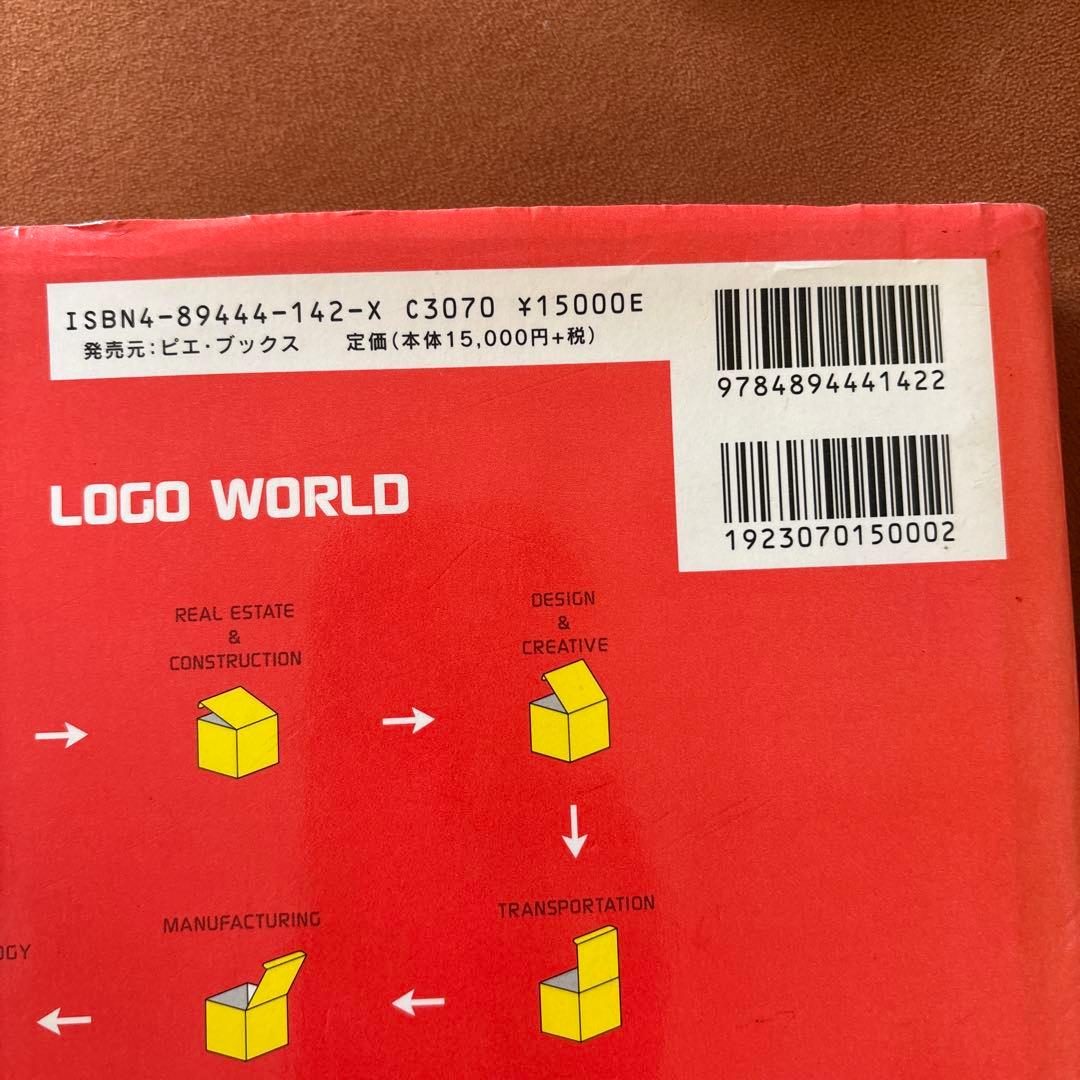 ISBN4-89444-142-X C3070 ¥15000E
発売元:ピエ・ブックス 定価(本体15,000円+税)
9784894441422
1923070150002
LOGO WORLD
REAL ESTATE
&
CONSTRUCTION
DESIGN
&
CREATIVE
MANUFACTURING
TRANSPORTATION
OGY